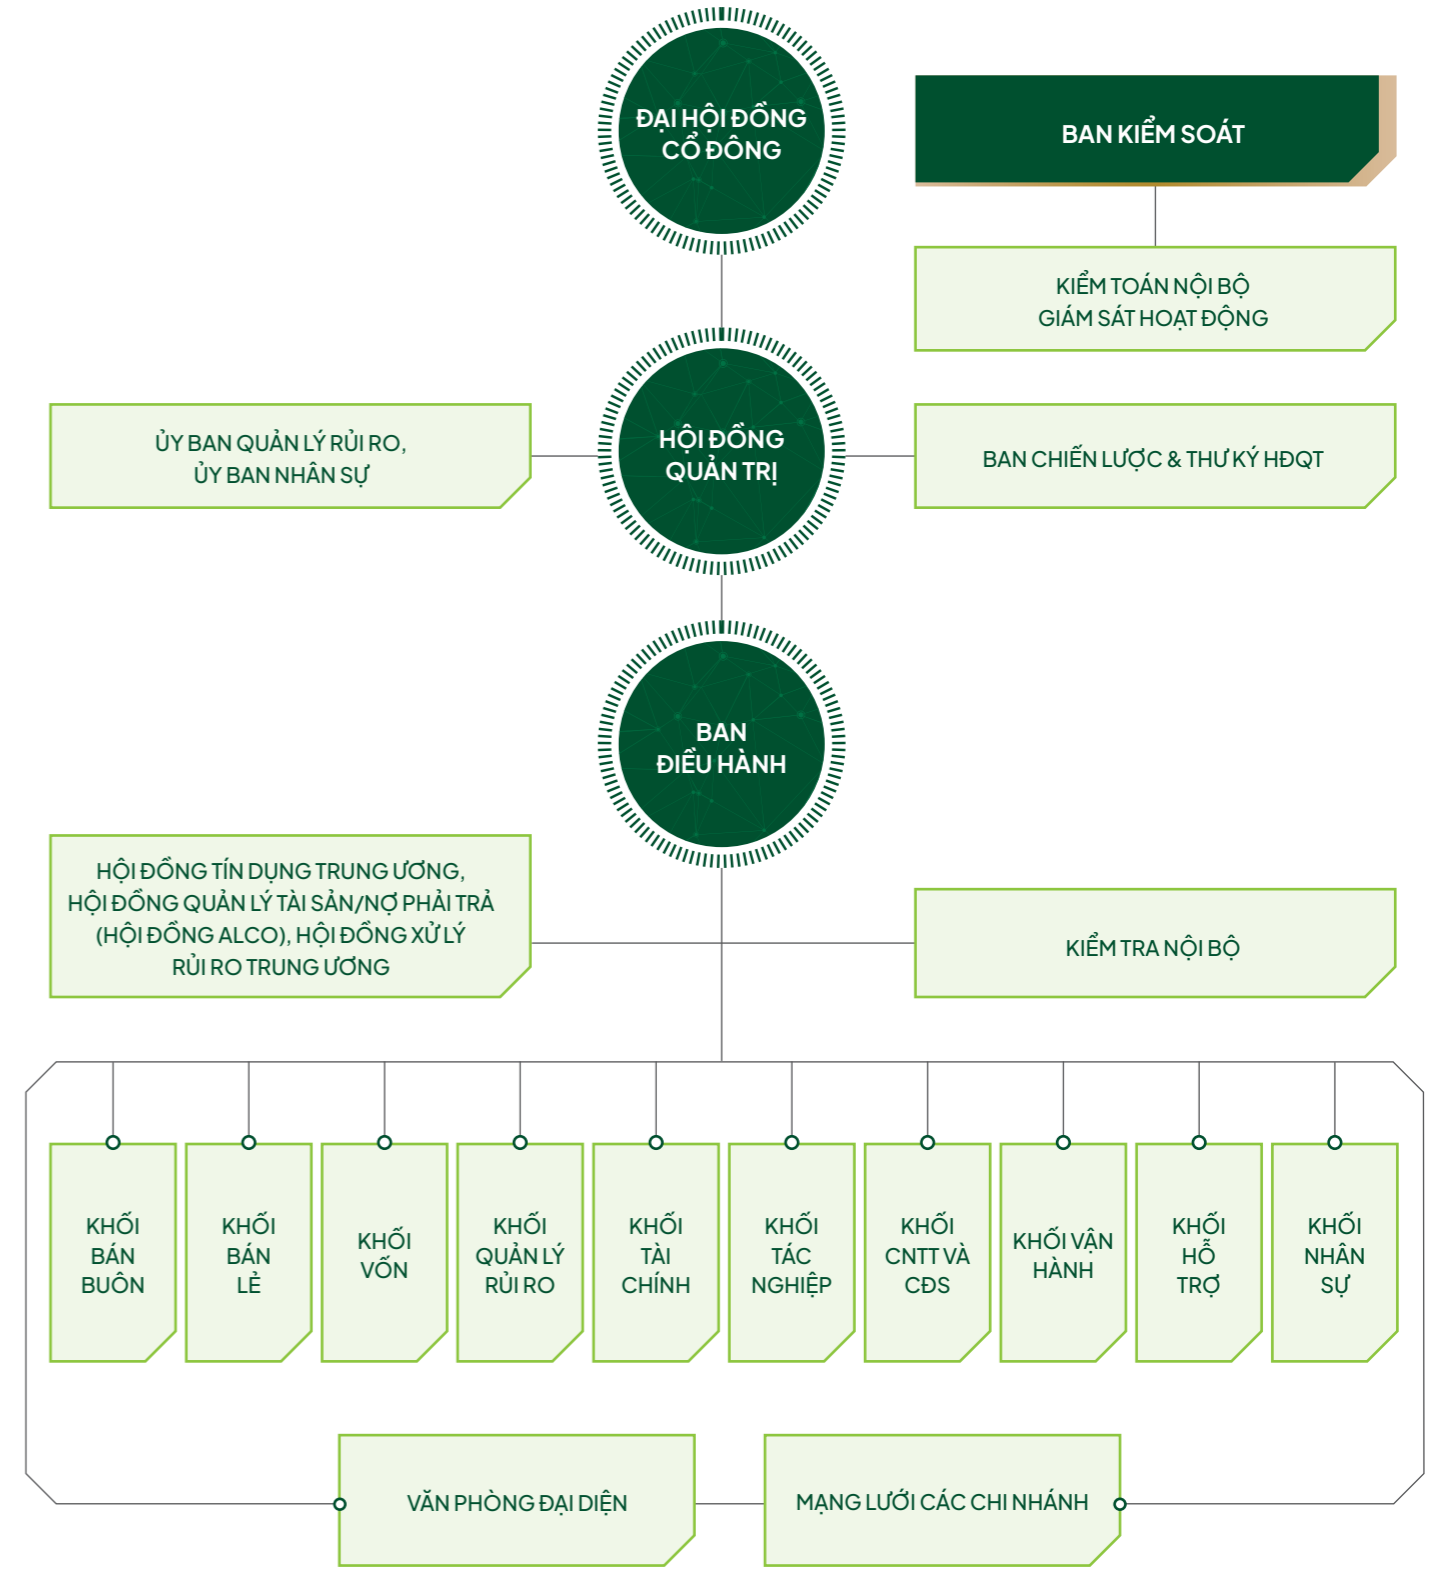 ĐẠI HỘI ĐỒNG
CỔ ĐÔNG
BAN KIỂM SOÁT
KIỂM TOÁN NỘI BỘ
GIÁM SÁT HOẠT ĐỘNG
ỦY BAN QUẢN LÝ RỦI RO,
ỦY BAN NHÂN SỰ
HỘI ĐỒNG
QUẢN TRỊ
BAN CHIẾN LƯỢC & THƯ KÝ HĐQT
BAN
ĐIỀU HÀNH
HỘI ĐỒNG TÍN DỤNG TRUNG ƯƠNG,
HỘI ĐỒNG QUẢN LÝ TÀI SẢN/NỢ PHẢI TRẢ
(HỘI ĐỒNG ALCO), HỘI ĐỒNG XỬ LÝ
RỦI RO TRUNG ƯƠNG
KIỂM TRA NỘI BỘ
KHỐI
BÁN
BUÔN
KHỐI
BÁN
LẺ
KHỐI
VỐN
KHỐI
QUẢN LÝ
RỦI RO
KHỐI
TÀI
CHÍNH
KHỐI
TÁC
NGHIỆP
KHỐI
CNTT VÀ
CĐS
KHỐI VẬN
HÀNH
KHỐI
HỖ
TRỢ
KHỐI
NHÂN
SỰ
VĂN PHÒNG ĐẠI DIỆN
MẠNG LƯỚI CÁC CHI NHÁNH